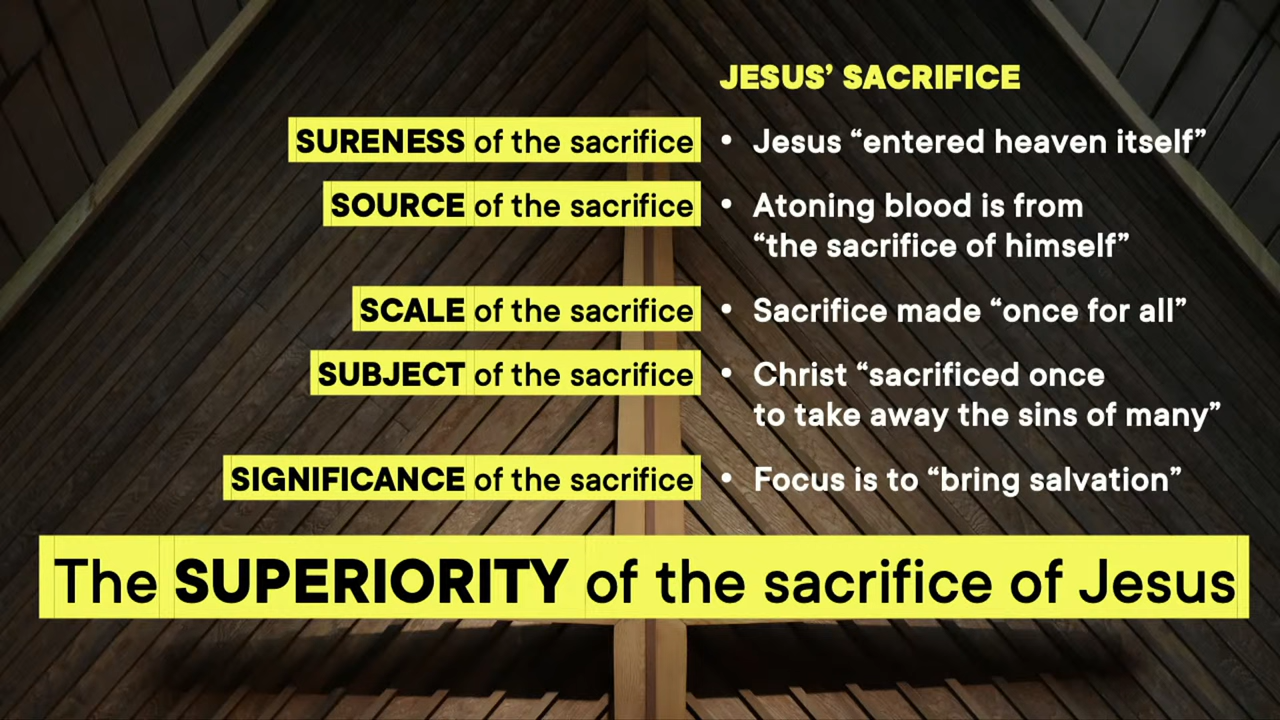 JESUS’ SACRIFICE
SURENESS of the sacrifice • Jesus “entered heaven itself”
SOURCE of the sacrifice • Atoning blood is from
“the sacrifice of himself”
SCALE of the sacrifice • Sacrifice made “once for all”
SUBJECT of the sacrifice • Christ “sacrificed once
to take away the sins of many”
SIGNIFICANCE of the sacrifice • Focus is to “bring salvation”
The SUPERIORITY of the sacrifice of Jesus